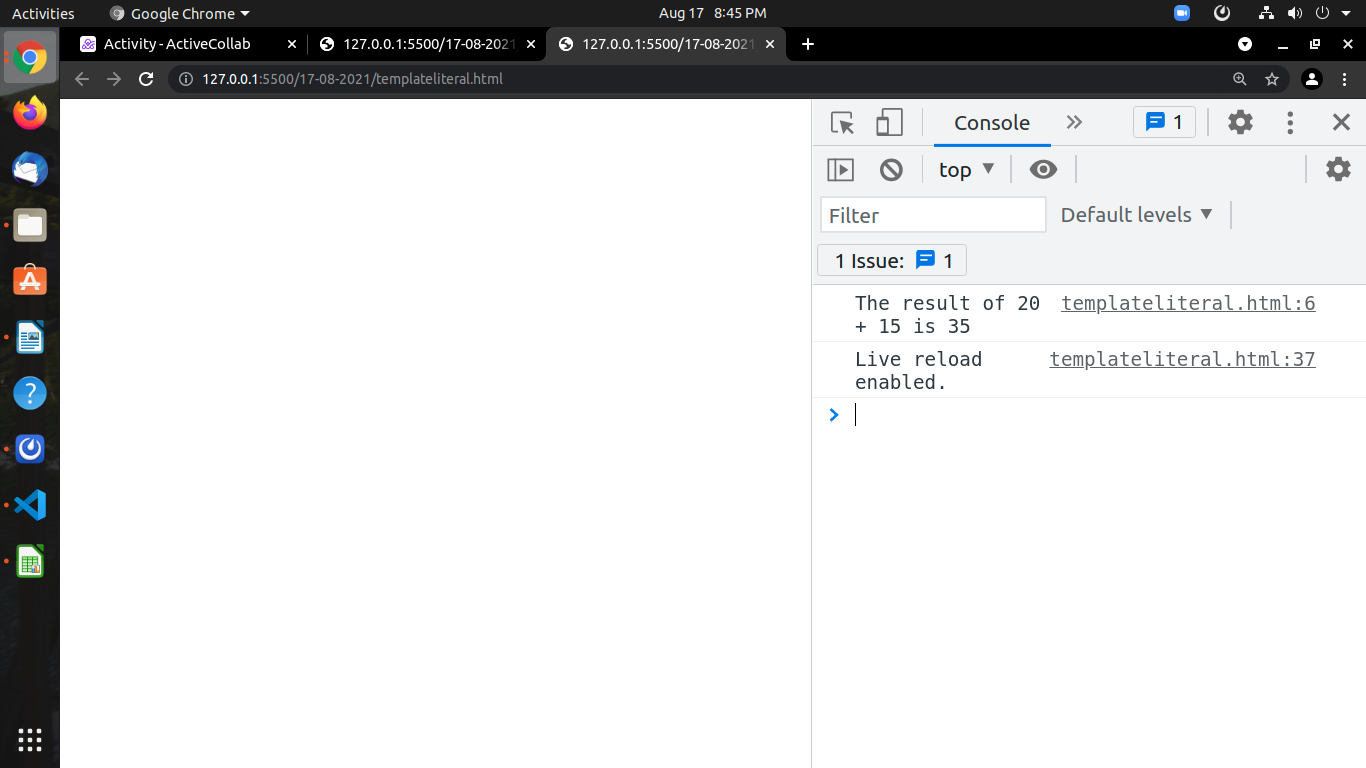 Activities
Google Chrome
Aug 17 8:45 PM
Activity - ActiveCollab
127.0.0.1:5500/17-08-2021
127.0.0.1:5500/17-08-2021
127.0.0.1:5500/17-08-2021/templateliteral.html
Console
1
top
Filter
Default levels
1 Issue: 1
The result of 20 templateliteral.html:6
+ 15 is 35
Live reload templateliteral.html:37
enabled.